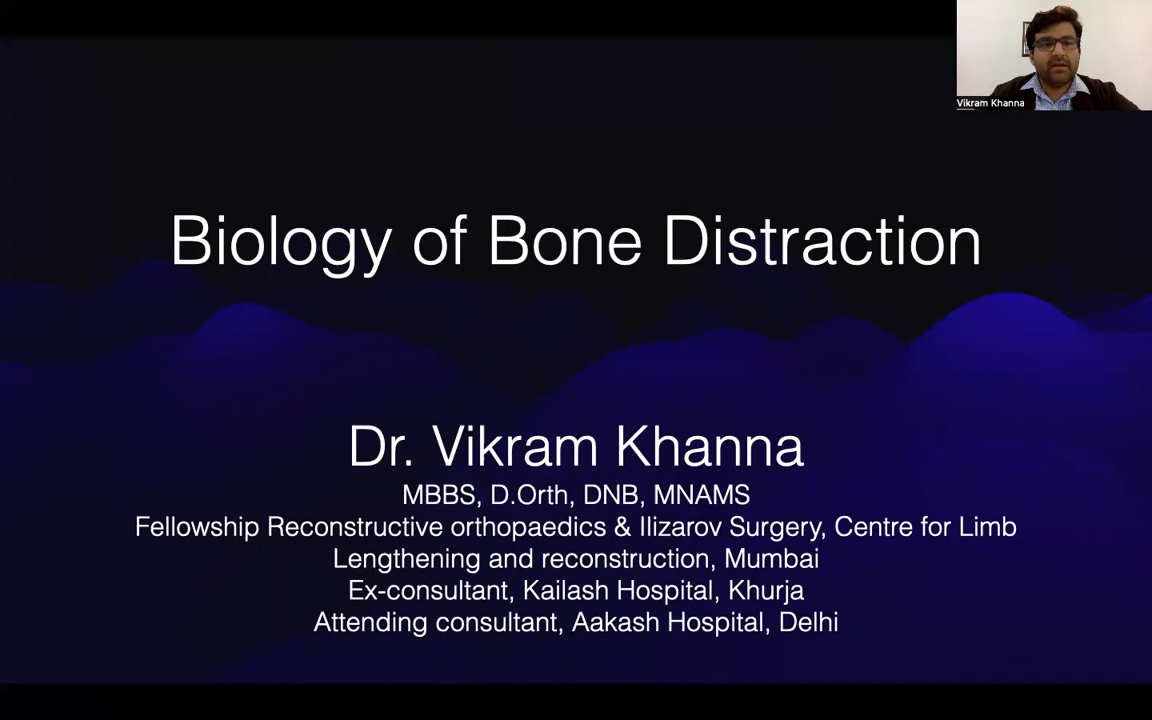 Vikram Khanna
Biology of Bone Distraction
Dr. Vikram Khanna
MBBS, D.Orth, DNB, MNAMS
Fellowship Reconstructive orthopaedics & Ilizarov Surgery, Centre for Limb
Lengthening and reconstruction, Mumbai
Ex-consultant, Kailash Hospital, Khurja
Attending consultant, Aakash Hospital, Delhi